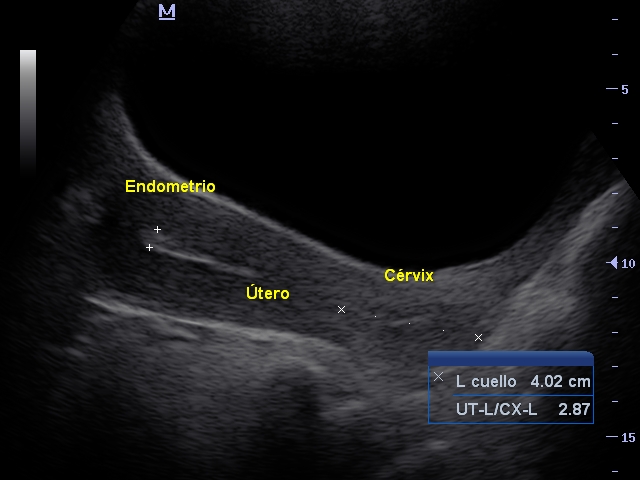 M
5
Endometrio
10
Cérvix
Útero
L cuello 4.02 cm
UT-L/CX-L 2.87
15